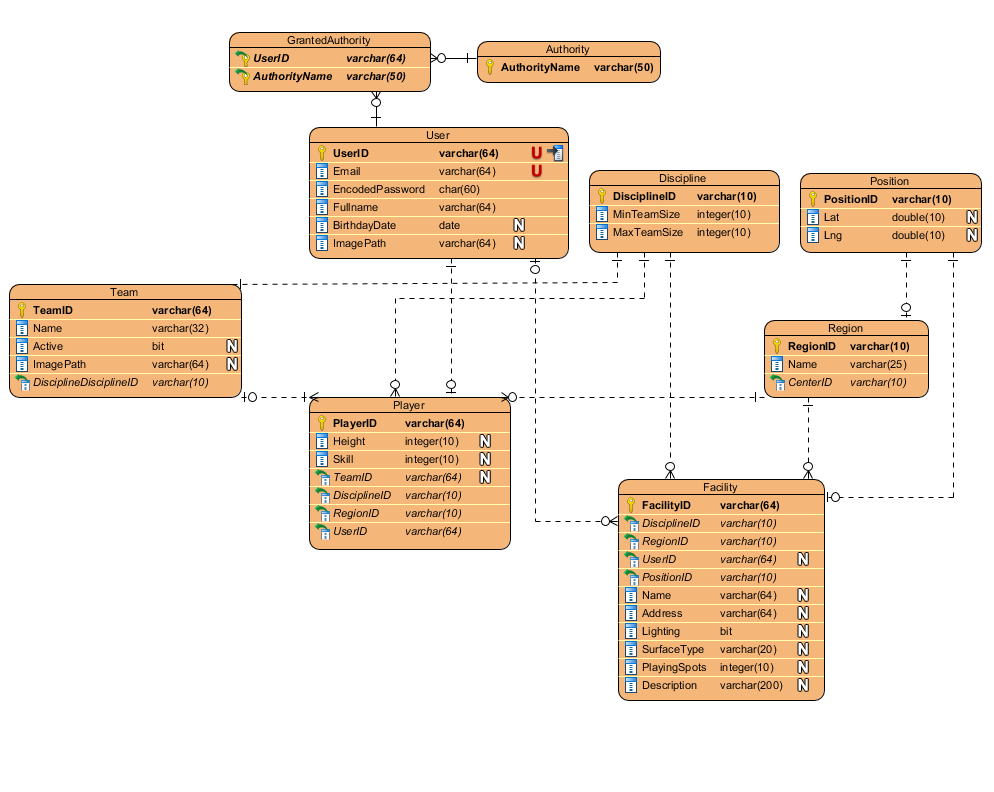 GrantedAuthority
UserID varchar(64)
AuthorityName varchar(50)
Authority
AuthorityName varchar(50)
User
UserID varchar(64) U
Email varchar(64) U
EncodedPassword char(60)
Fullname varchar(64)
BirthdayDate date N
ImagePath varchar(64) N
Discipline
DisciplineID varchar(10)
MinTeamSize integer(10)
MaxTeamSize integer(10)
Position
PositionID varchar(10)
Lat double(10) N
Lng double(10) N
Team
TeamID varchar(64)
Name varchar(32)
Active bit N
ImagePath varchar(64) N
DisciplineDisciplineID varchar(10)
Region
RegionID varchar(10)
Name varchar(25)
CenterID varchar(10)
Player
PlayerID varchar(64)
Height integer(10) N
Skill integer(10) N
TeamID varchar(64) N
DisciplineID varchar(10)
RegionID varchar(10)
UserID varchar(64)
Facility
FacilityID varchar(64)
DisciplineID varchar(10)
RegionID varchar(10)
UserID varchar(64) N
PositionID varchar(10)
Name varchar(64) N
Address varchar(64) N
Lighting bit N
SurfaceType varchar(20) N
PlayingSpots integer(10) N
Description varchar(200) N